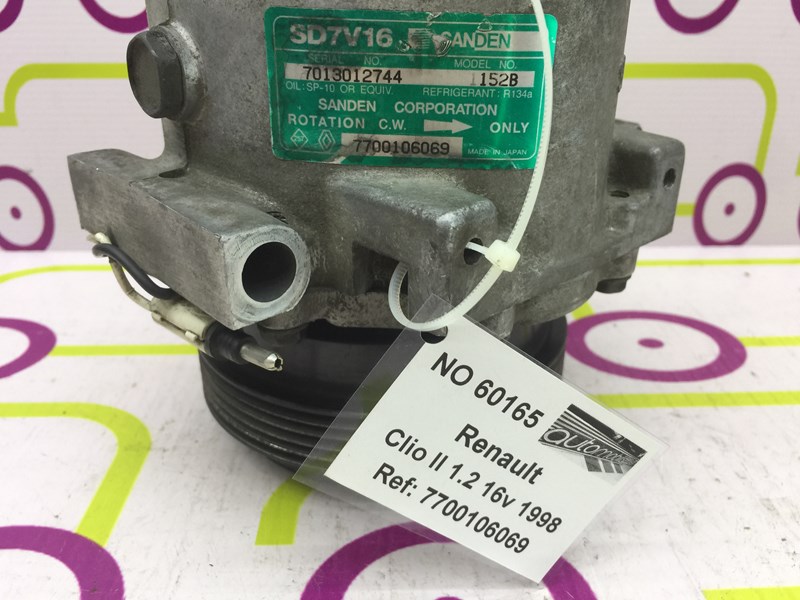 SD7V16 SANDEN
SERIAL NO. MODEL NO.
7013012744 1152B
OIL: SP-10 OR EQUIV. REFRIGERANT: R134a
SANDEN CORPORATION
ROTATION C.W. ONLY
7700106069 MADE IN JAPAN
NO 60165
Renault
Clio II 1.2 16v 1998
Ref: 7700106069